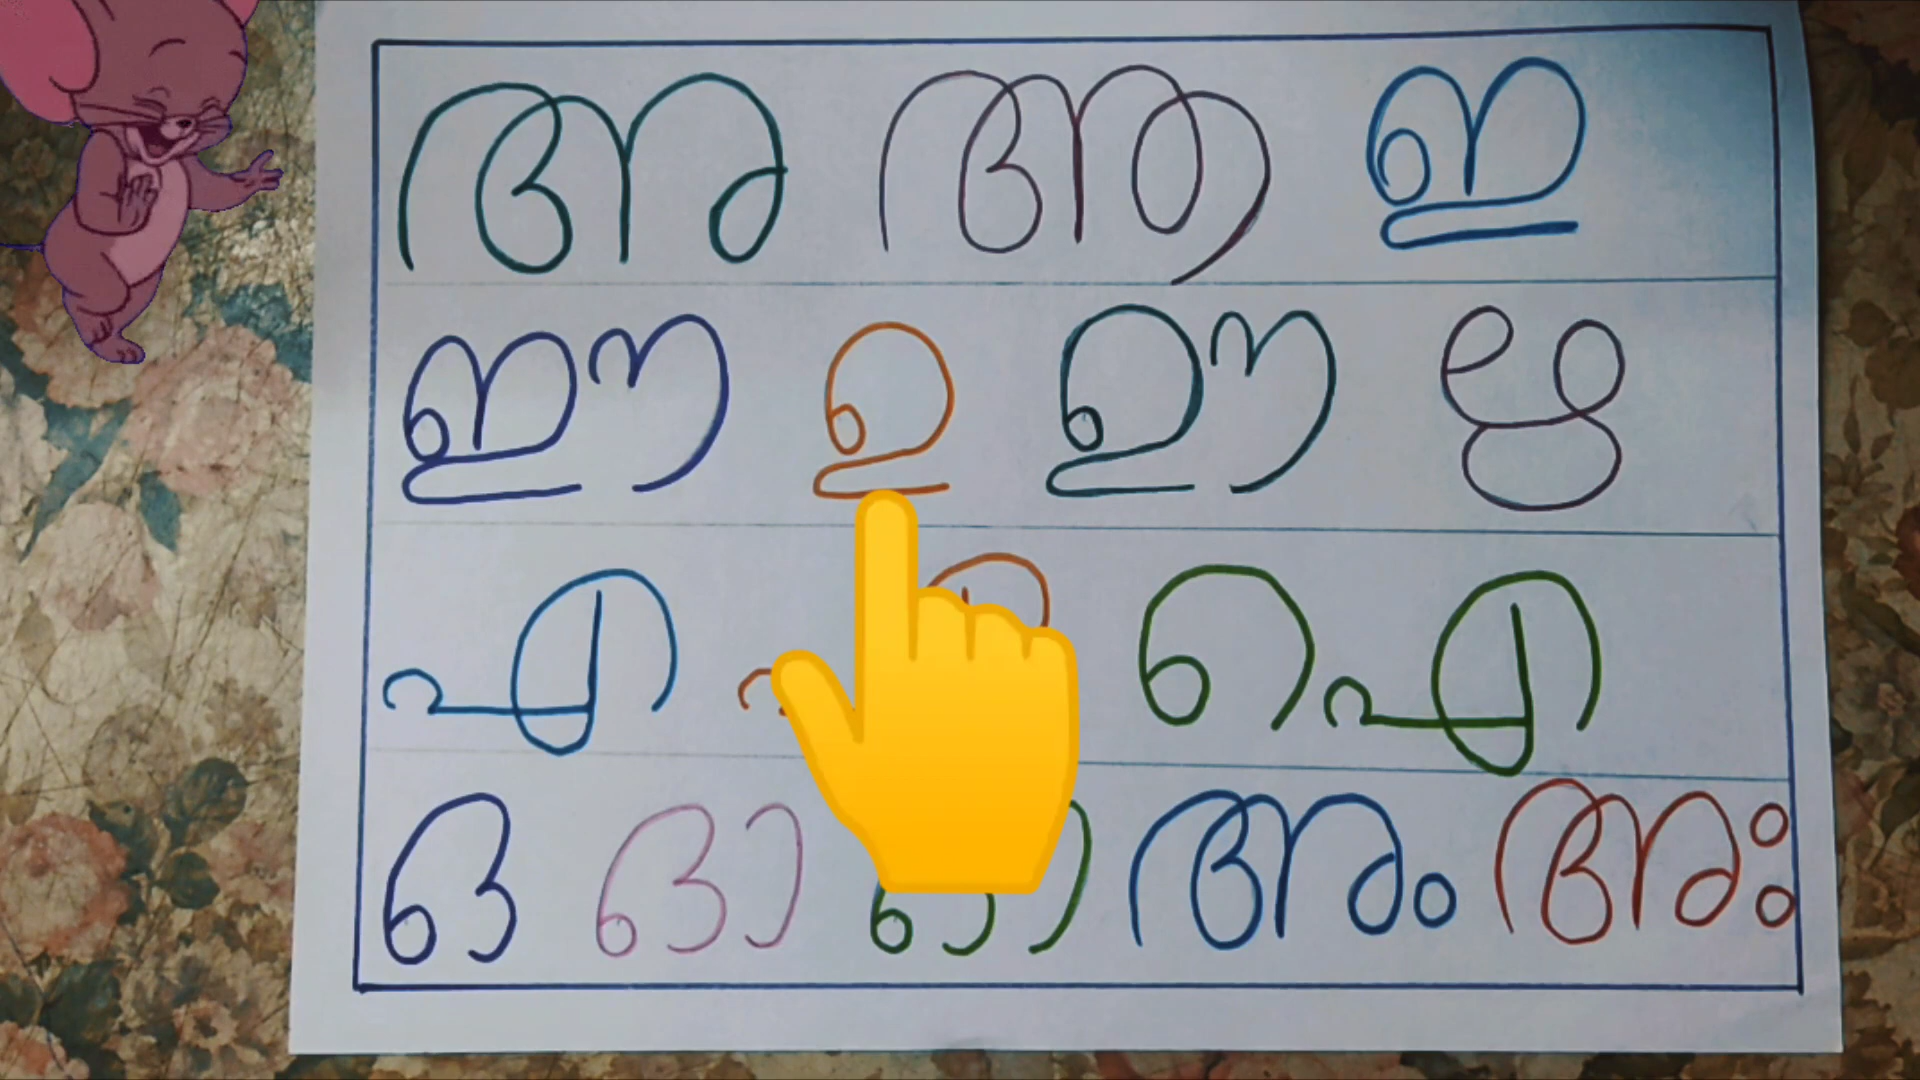 അ ആ ഇ
ഈ ഉ ഊ ഋ
എ ഐ
ഒ ഓ അം അഃ